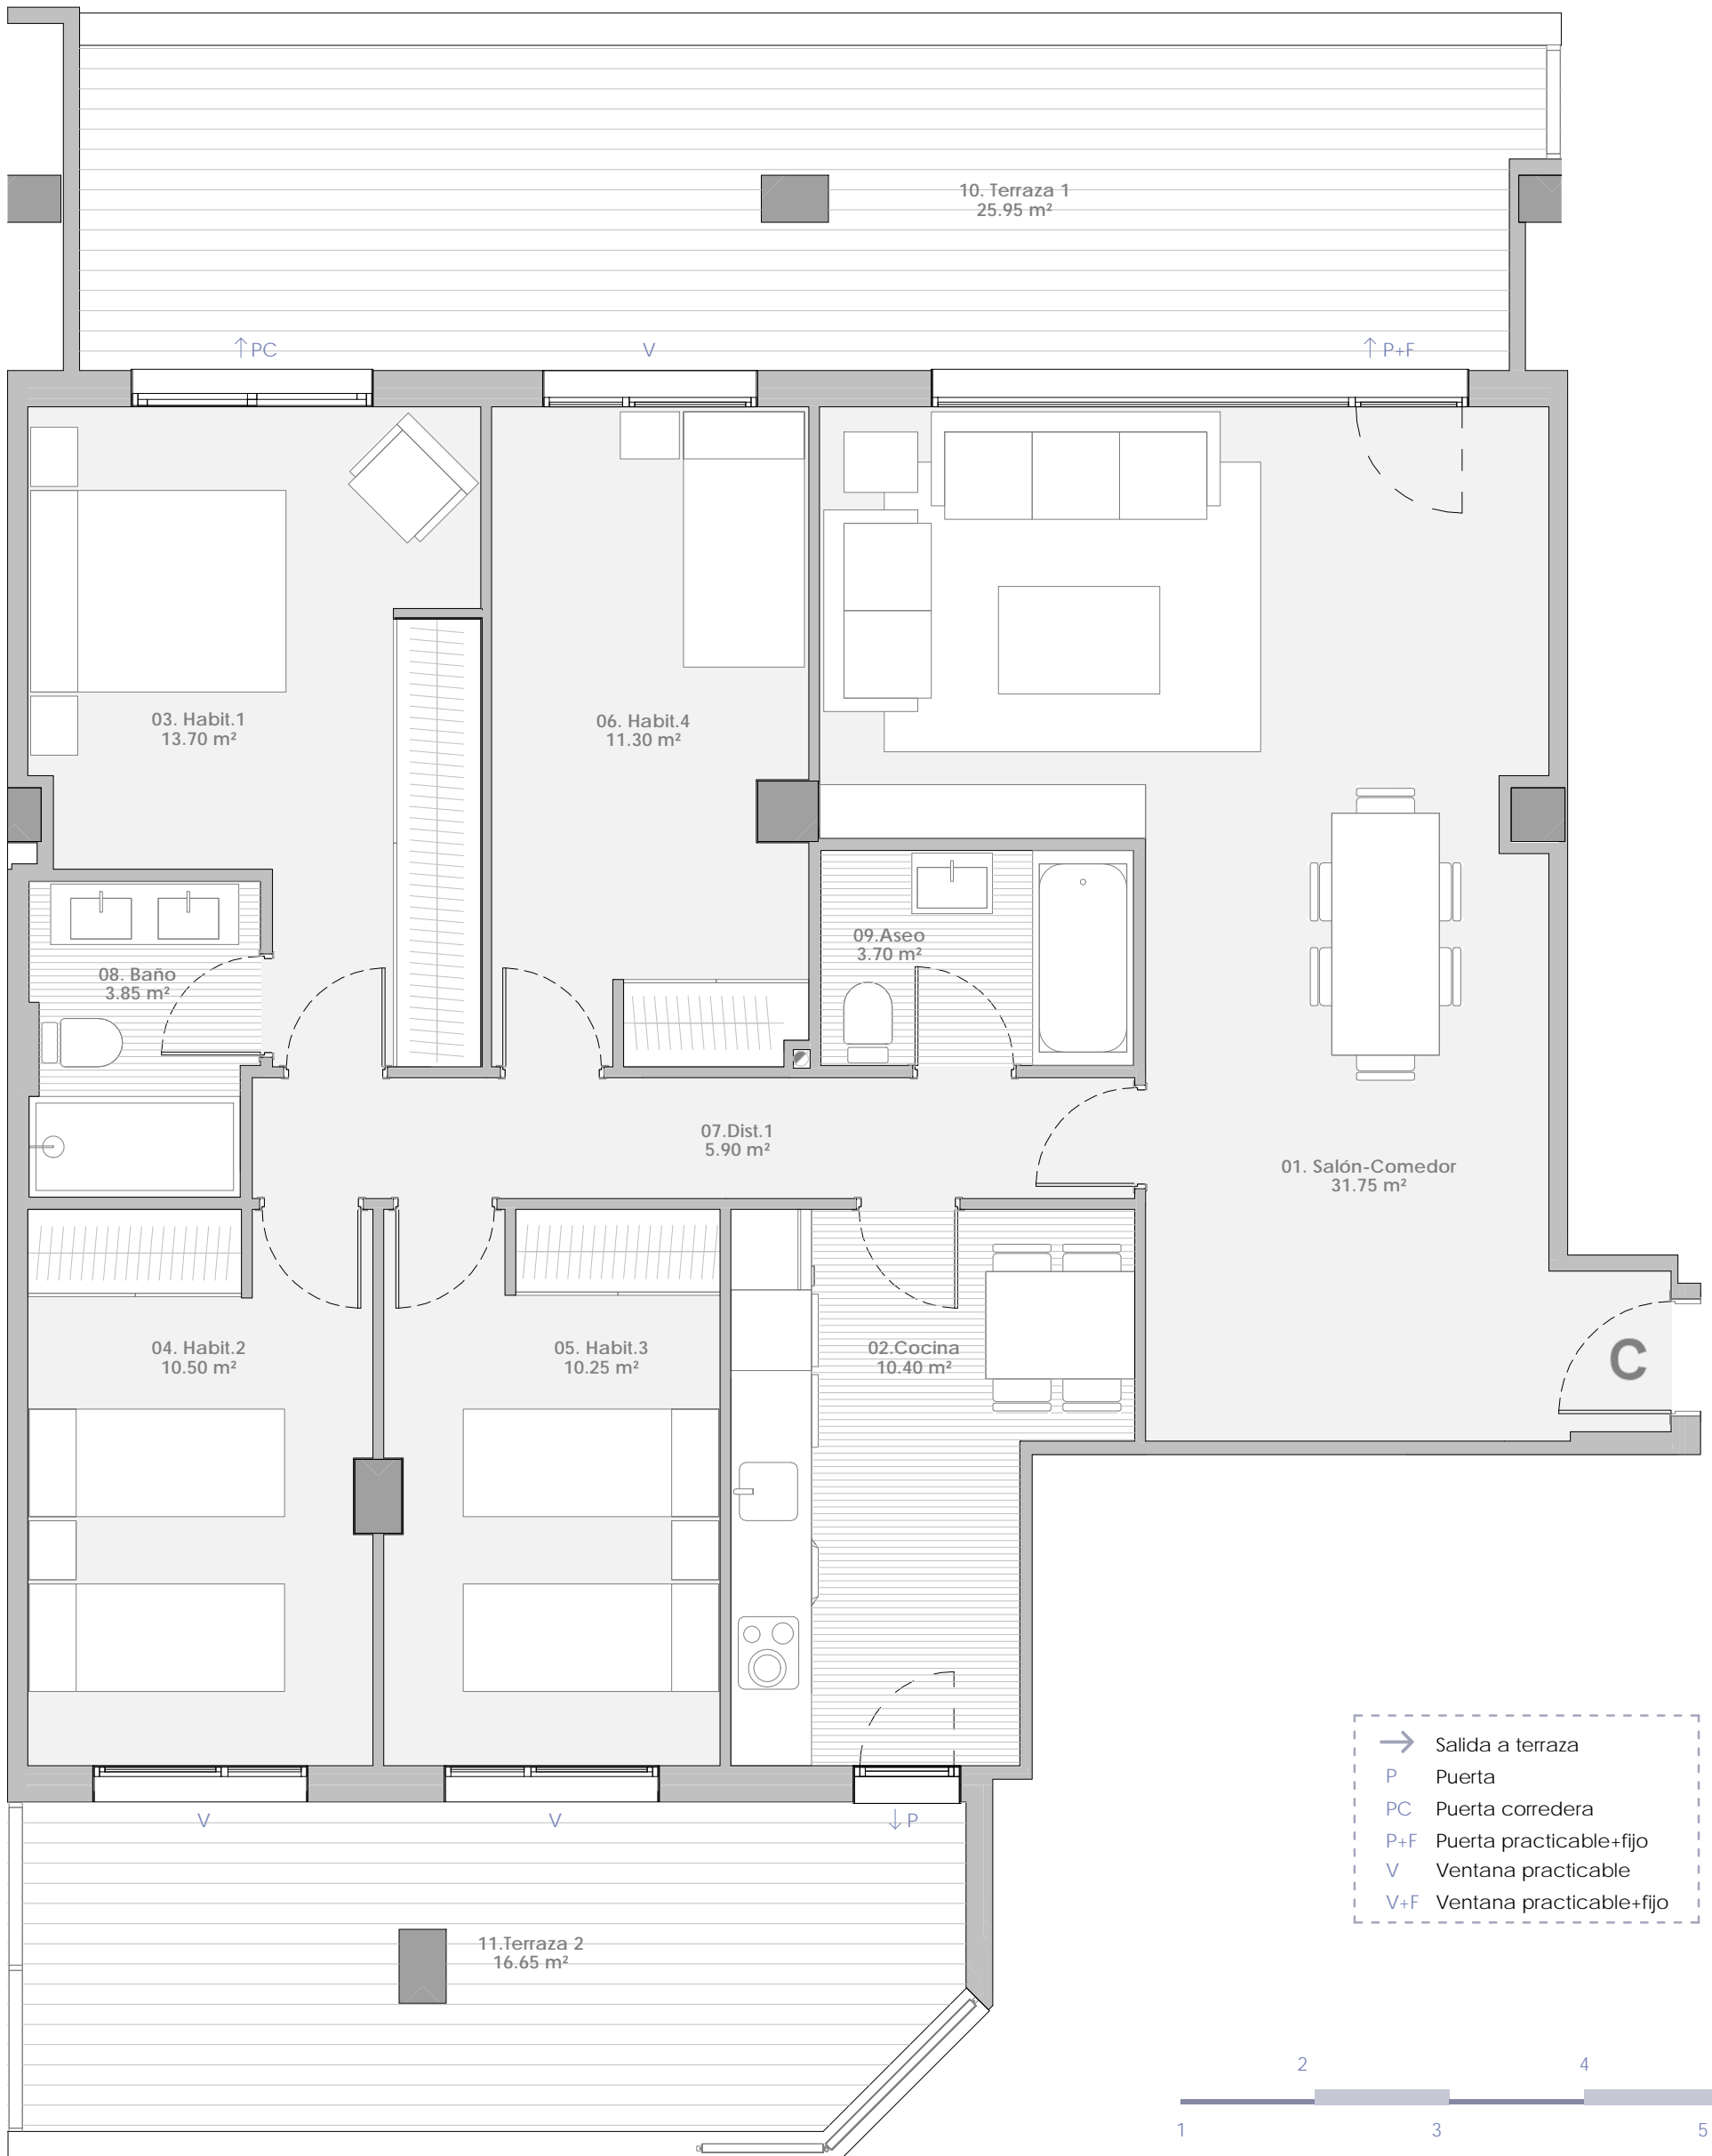 10. Terraza 1
25.95 m²
↑ PC
V
↑ P+F
03. Habit.1
13.70 m²
06. Habit.4
11.30 m²
09.Aseo
3.70 m²
08. Baño
3.85 m²
07.Dist.1
5.90 m²
01. Salón-Comedor
31.75 m²
04. Habit.2
10.50 m²
05. Habit.3
10.25 m²
02.Cocina
10.40 m²
C
→ Salida a terraza
P Puerta
PC Puerta corredera
P+F Puerta practicable+fijo
V Ventana practicable
V+F Ventana practicable+fijo
V
V
↓ P
11.Terraza 2
16.65 m²
2 4
1 3 5